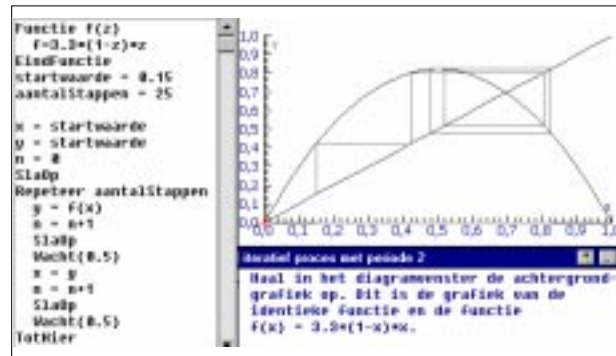 Functie f(z)
f=3.3*(1-z)*z
EindFunctie
startwaarde = 0.15
aantalStappen = 25
x = startwaarde
y = startwaarde
n = 0
SlaOp
Repeteer aantalStappen
y = f(x)
n = n+1
SlaOp
Wacht(0.5)
x = y
n = n+1
SlaOp
Wacht(0.5)
TotHier
1,0
0,9
0,8
0,7
0,6
0,5
0,4
0,3
0,2
0,1
0,0
0,0 0,1 0,2 0,3 0,4 0,5 0,6 0,7 0,8 0,9 1,0
iteratief proces met periode 2
Haal in het diagramvenster de achtergrond-
grafiek op. Dit is de grafiek van de
identieke functie en de functie
f(x) = 3.3*(1-x)*x.